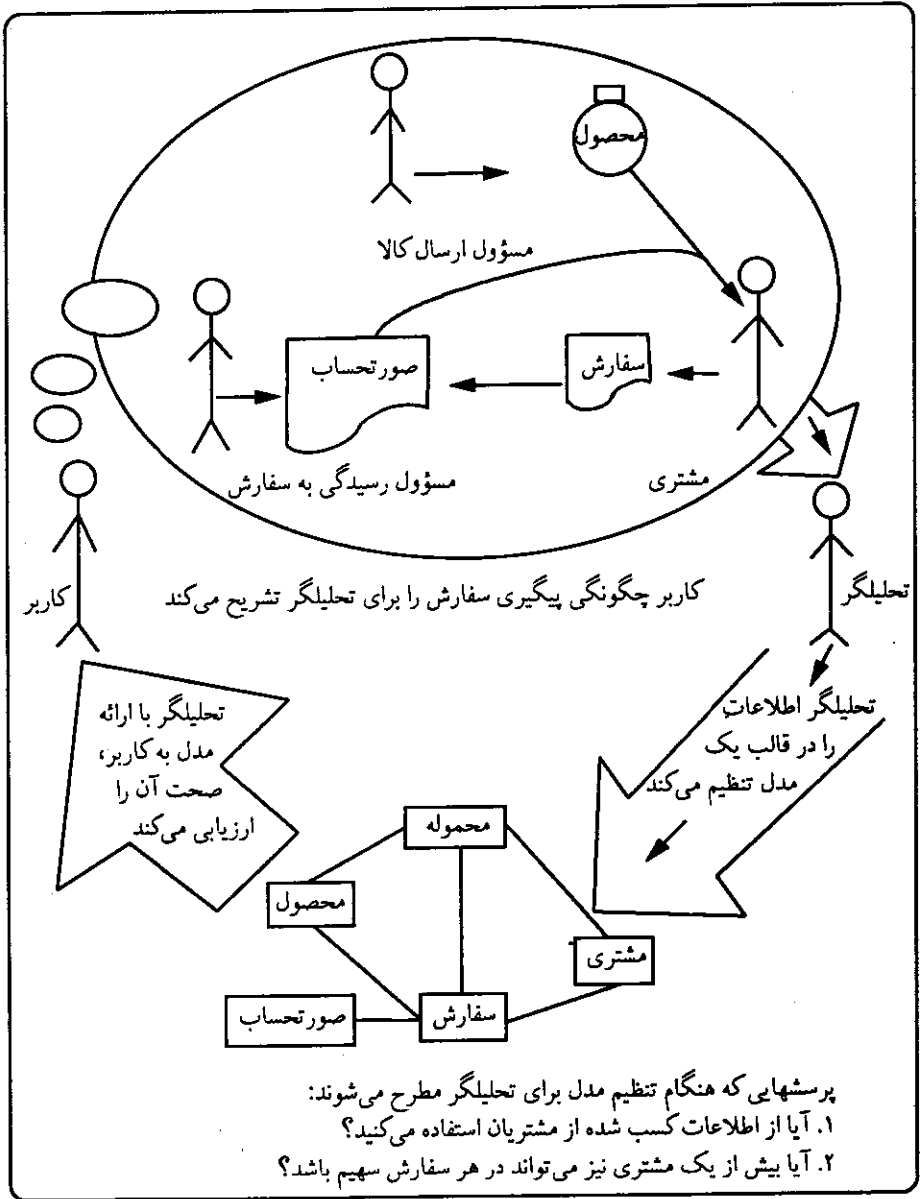 محصول
مسؤول ارسال کالا
سفارش
صورتحساب
مسؤول رسیدگی به سفارش
مشتری
تحلیلگر
کاربر چگونگی پیگیری سفارش را برای تحلیلگر تشریح می‌کند
کاربر
تحلیلگر اطلاعات
را در قالب یک
مدل تنظیم می‌کند
تحلیلگر با ارائه
مدل به کاربر،
صحت آن را
ارزیابی می‌کند
محموله
محصول
مشتری
سفارش
صورتحساب
پرسشهایی که هنگام تنظیم مدل برای تحلیلگر مطرح می‌شوند:
۱. آیا از اطلاعات کسب شده از مشتریان استفاده می‌کنید؟
۲. آیا بیش از یک مشتری نیز می‌تواند در هر سفارش سهیم باشد؟